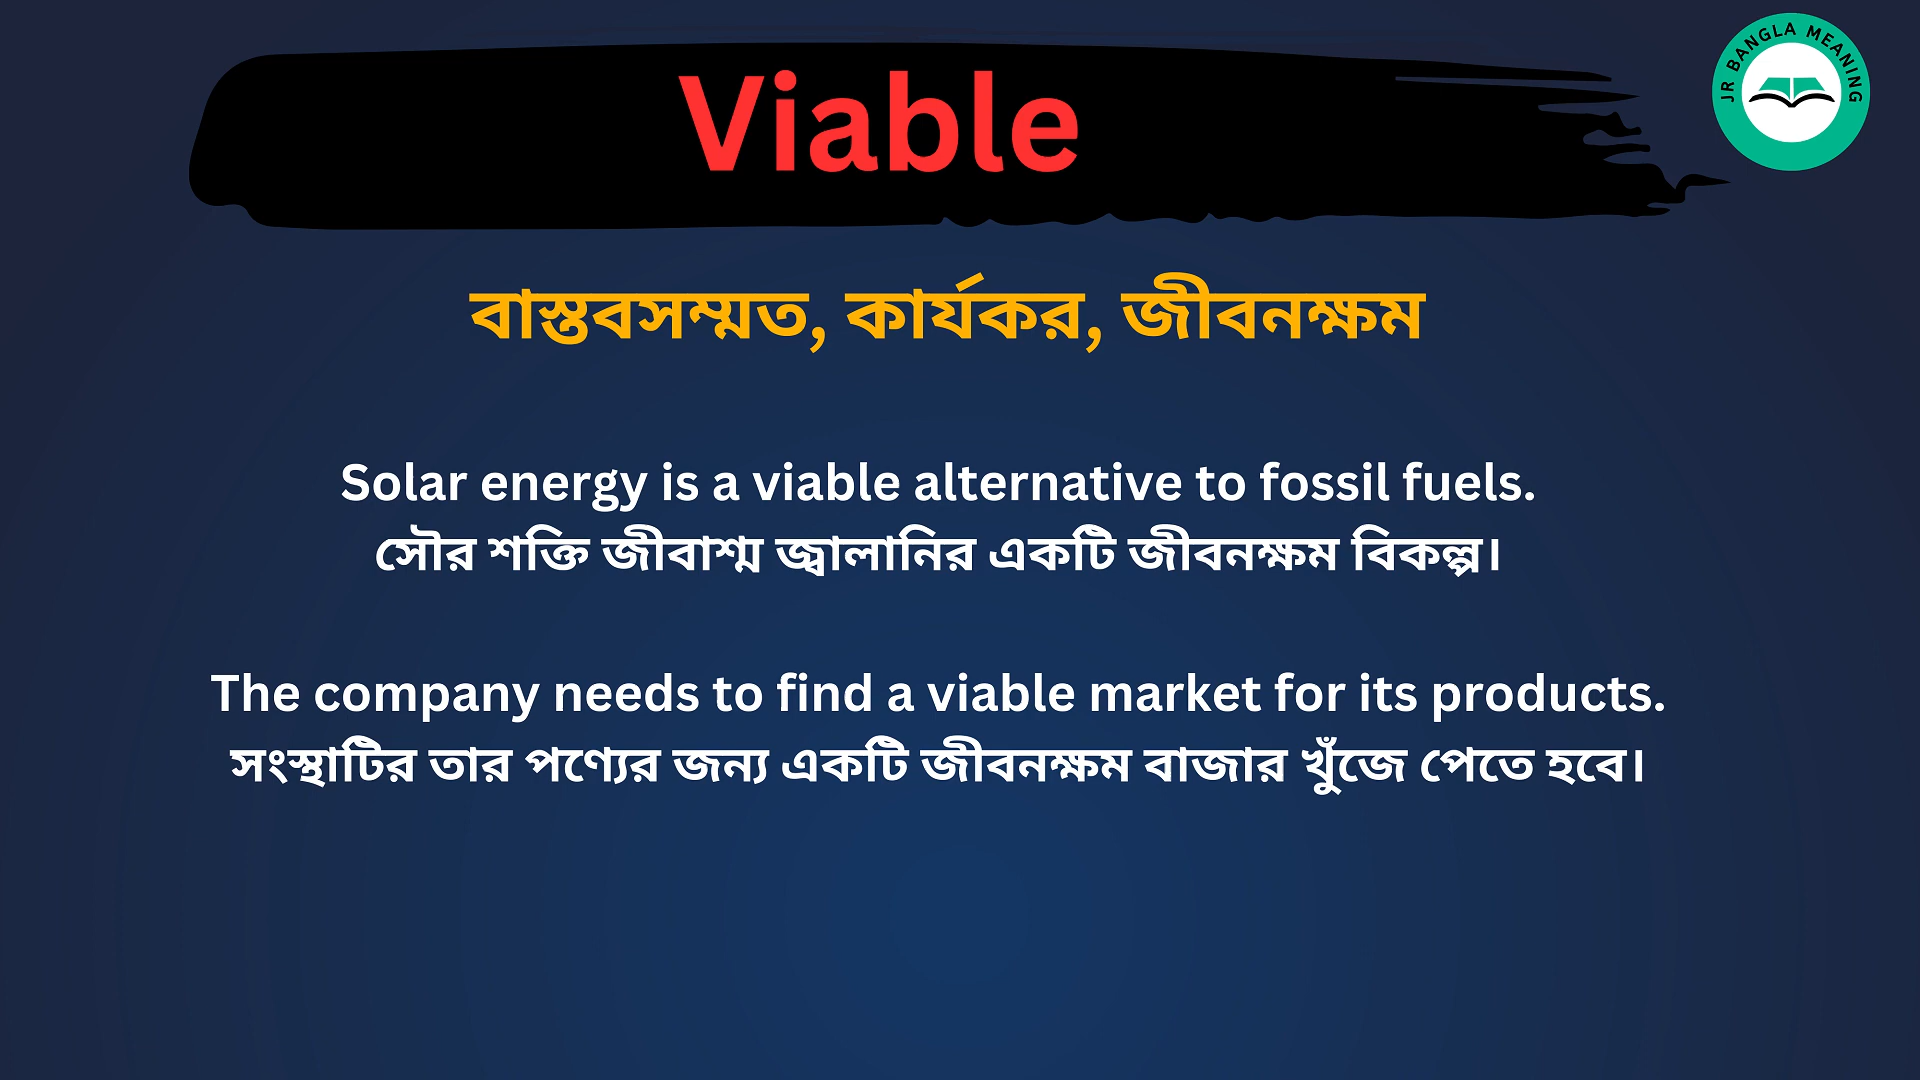 Viable
JR BANGLA MEANING
বাস্তবসম্মত, কার্যকর, জীবনক্ষম
Solar energy is a viable alternative to fossil fuels.
সৌর শক্তি জীবাশ্ম জ্বালানির একটি জীবনক্ষম বিকল্প।
The company needs to find a viable market for its products.
সংস্থাটির তার পণ্যের জন্য একটি জীবনক্ষম বাজার খুঁজে পেতে হবে।